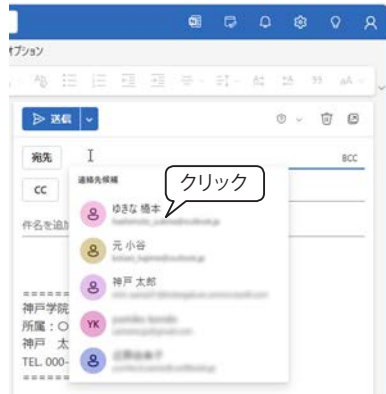 オプション
送信
宛先
BCC
連絡先候補
クリック
CC
ゆきな 橋本
件名を追加
元 小谷
神戸 太郎
======
神戸学院
YK
所属：〇
神戸 太
TEL. 000-
======